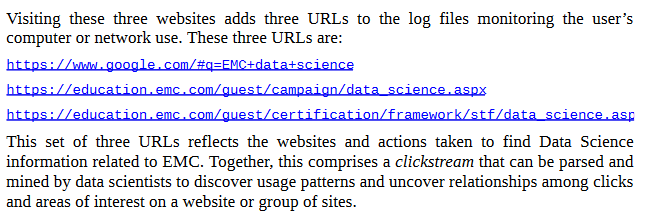 Visiting these three websites adds three URLs to the log files monitoring the user's
computer or network use. These three URLs are:
https://www.google.com/#q=EMC+data+science
https://education.emc.com/guest/campaign/data_science.aspx
https://education.emc.com/guest/certification/framework/stf/data_science.asp
This set of three URLs reflects the websites and actions taken to find Data Science
information related to EMC. Together, this comprises a clickstream that can be parsed and
mined by data scientists to discover usage patterns and uncover relationships among clicks
and areas of interest on a website or group of sites.